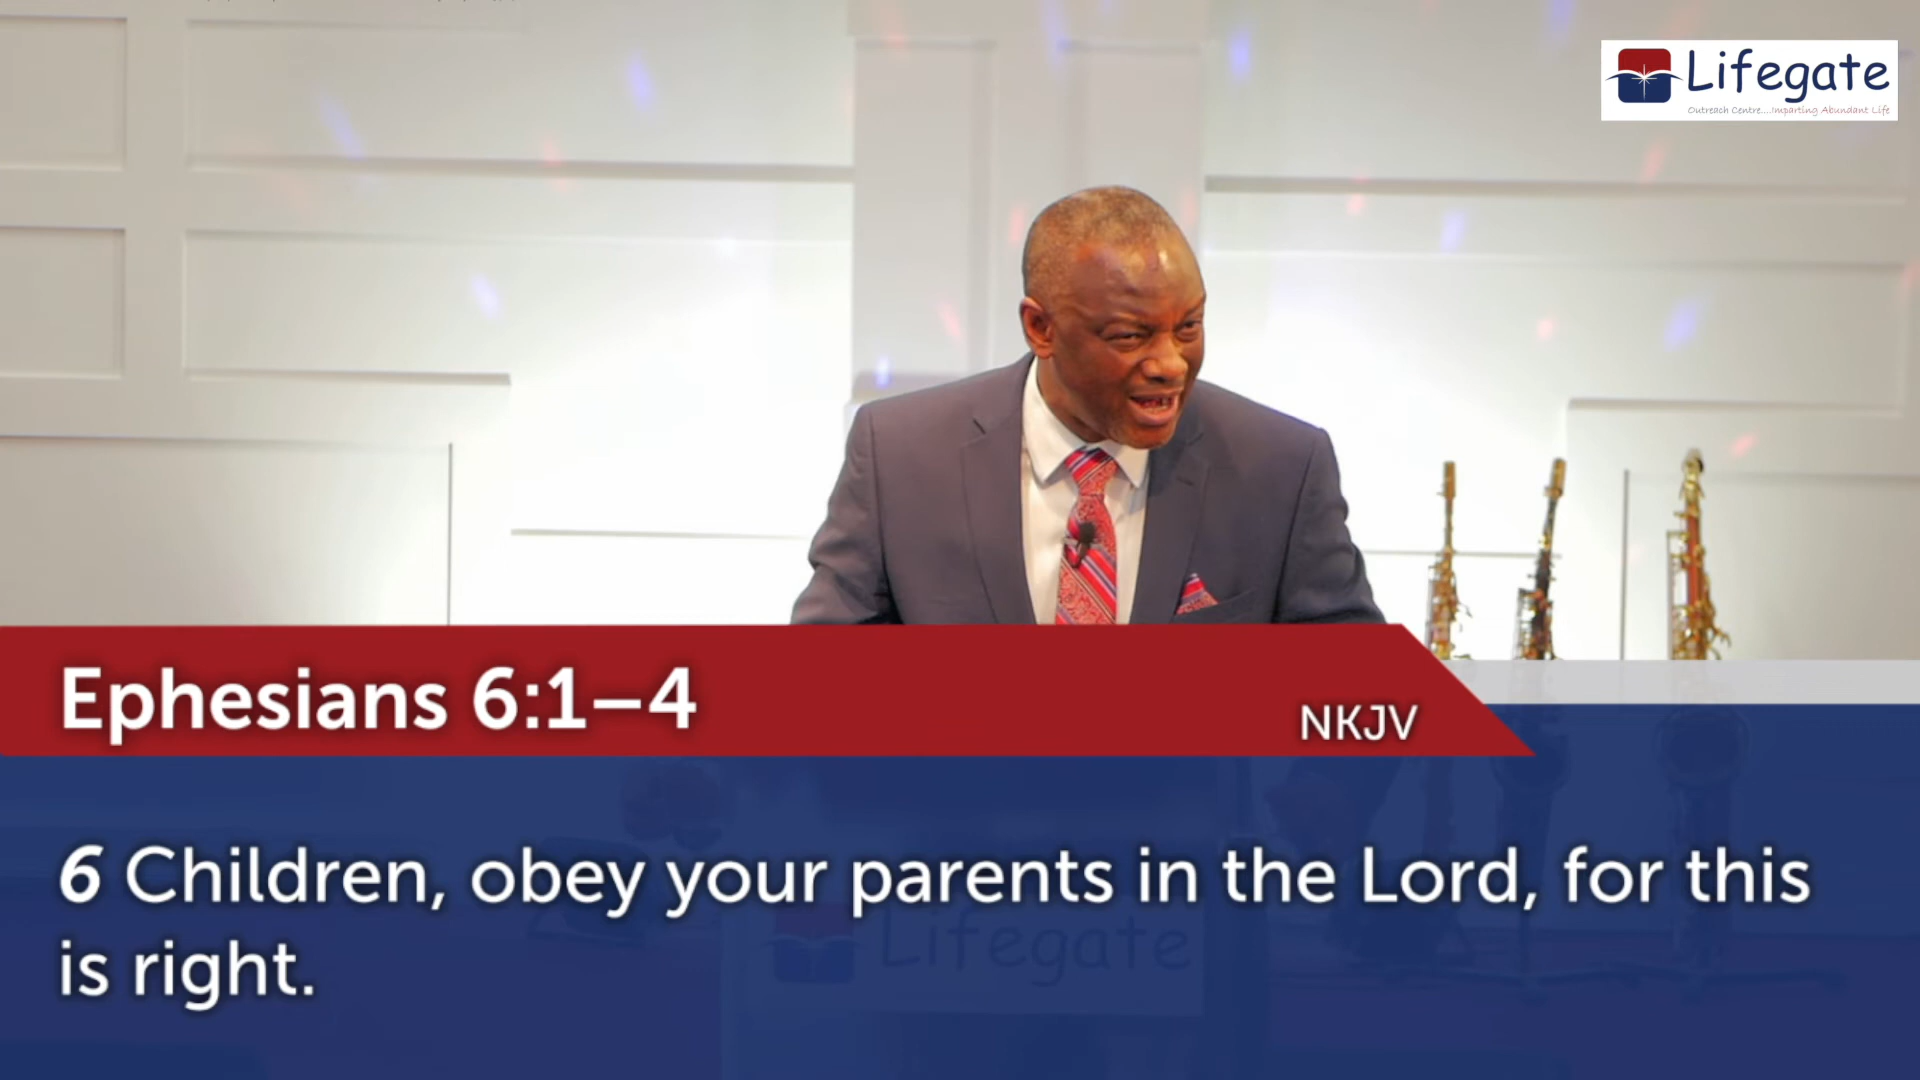 Lifegate
Outreach Centre....Imparting Abundant Life
Ephesians 6:1–4
NKJV
6 Children, obey your parents in the Lord, for this
is right.
Lifegate